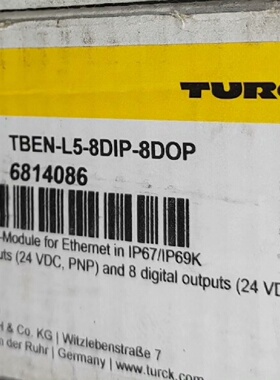 TURC
TBEN-L5-8DIP-8DOP
6814086
-Module for Ethernet in IP67/IP69K
uts (24 VDC, PNP) and 8 digital outputs (24 VD
H & Co. KG | Witzlebenstraße 7
n der Ruhr | Germany | www.turck.com